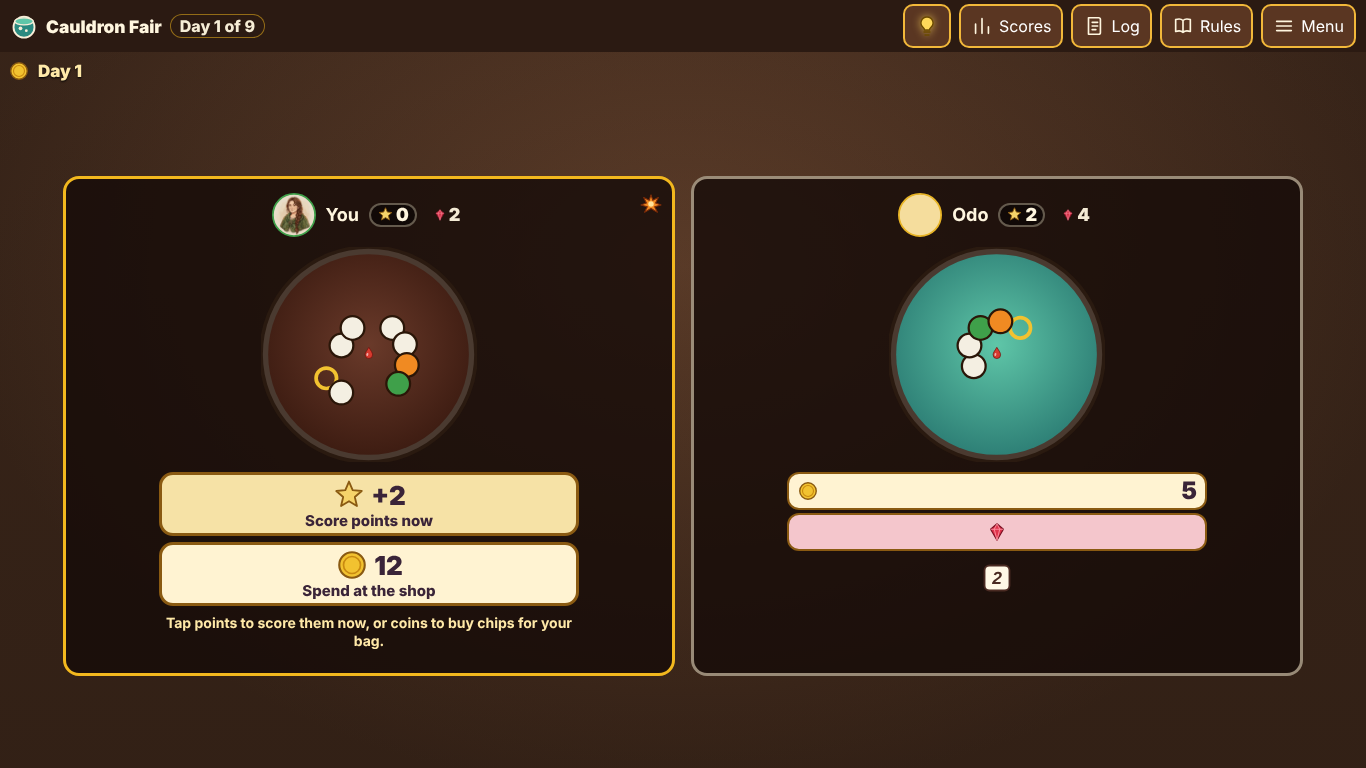 Cauldron Fair
Day 1 of 9
Scores
Log
Rules
Menu
Day 1
You
0
2
+2
Score points now
12
Spend at the shop
Tap points to score them now, or coins to buy chips for your
bag.
Odo
2
4
5
2